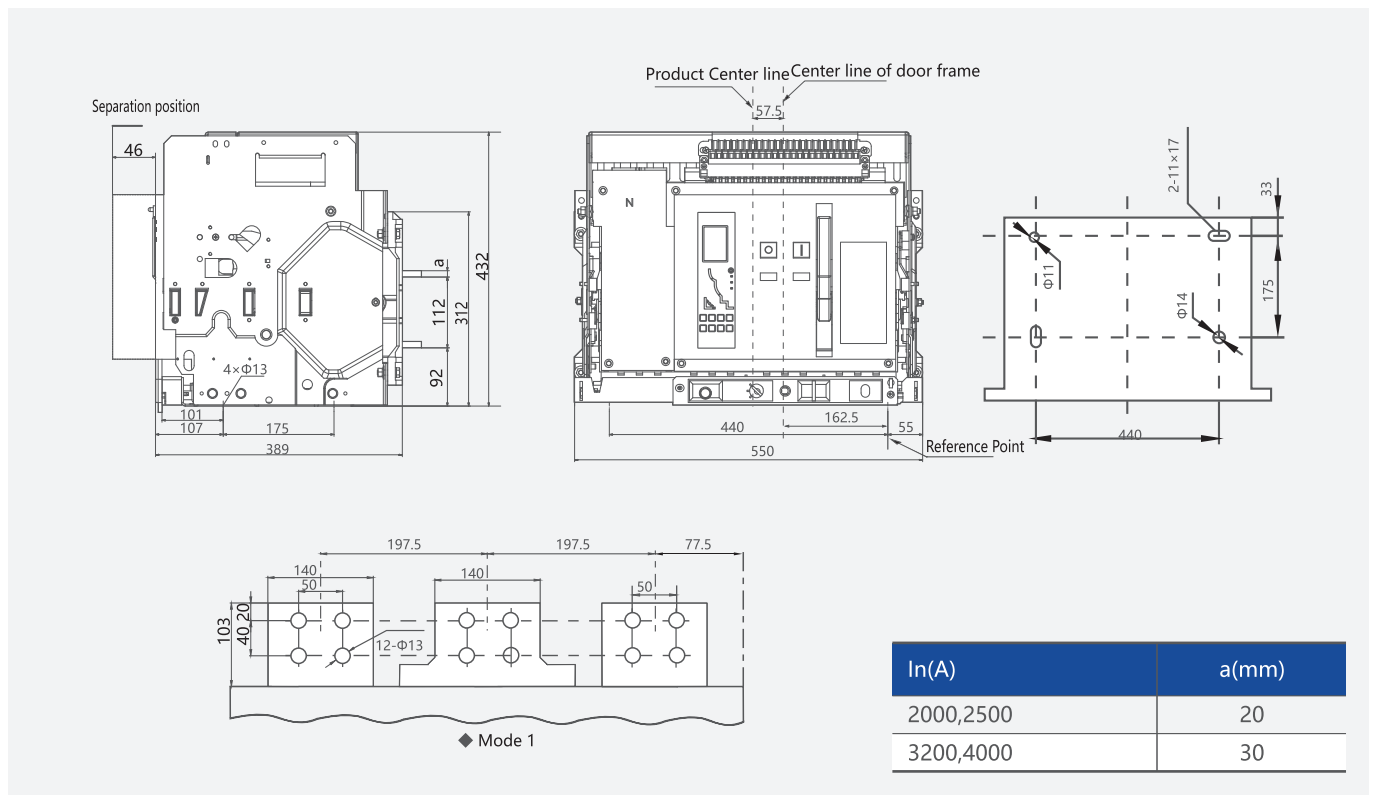 Product Center line
Center line of door frame
57.5
Separation position
46
432
a
112
312
92
4×Φ13
101
107
175
389
N
162.5
440
55
550
Reference Point
2-11×17
33
Φ11
175
Φ14
440
197.5
197.5
77.5
140
50
140
50
20
103
40
12-Φ13
◆ Mode 1
In(A) a(mm)
2000,2500 20
3200,4000 30